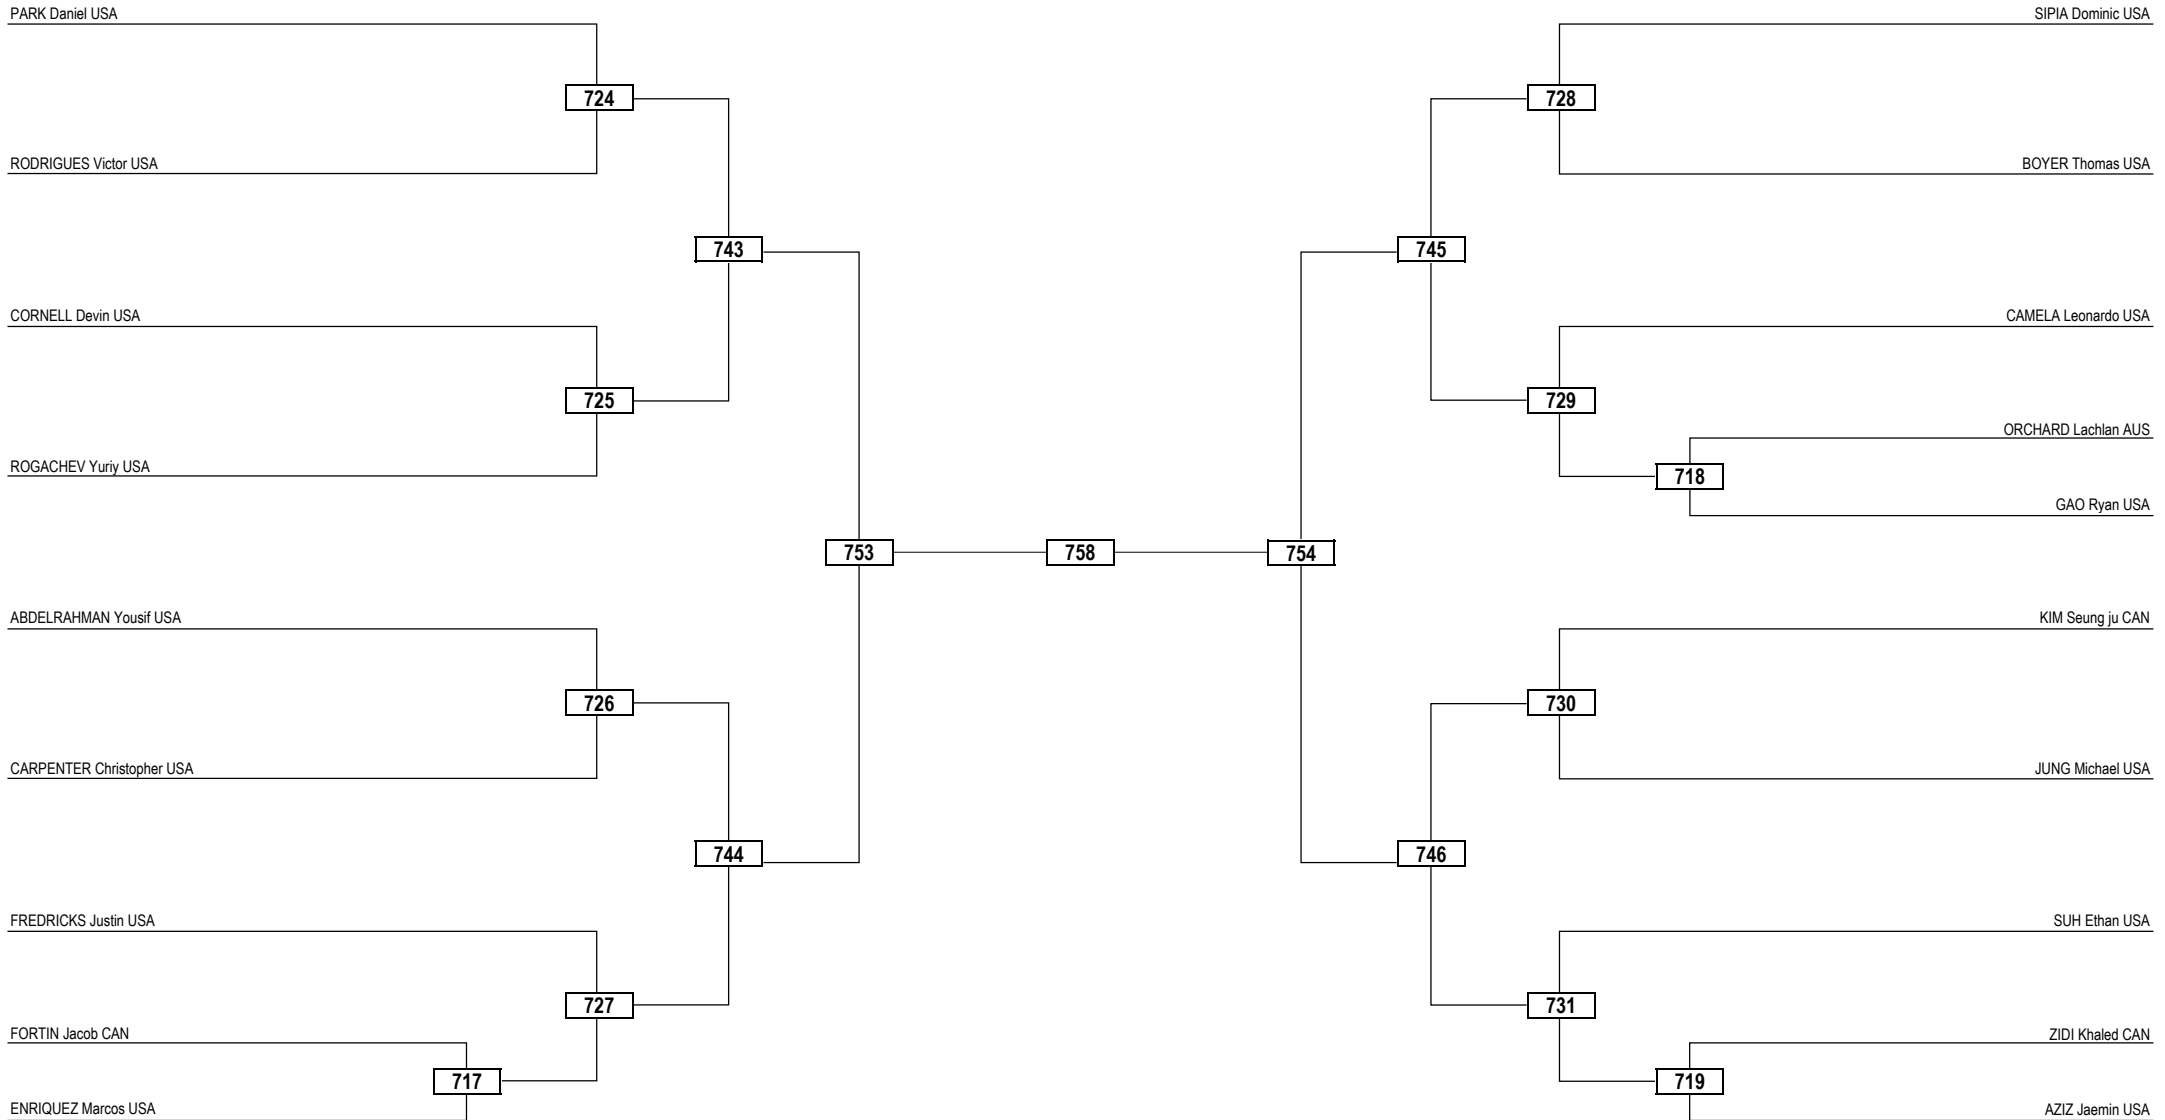 PARK Daniel USA
SIPIA Dominic USA
724
728
RODRIGUES Victor USA
BOYER Thomas USA
743
745
CORNELL Devin USA
CAMELA Leonardo USA
725
729
ORCHARD Lachlan AUS
ROGACHEV Yuriy USA
718
GAO Ryan USA
753
758
754
ABDELRAHMAN Yousif USA
KIM Seung ju CAN
726
730
CARPENTER Christopher USA
JUNG Michael USA
744
746
FREDRICKS Justin USA
SUH Ethan USA
727
731
FORTIN Jacob CAN
ZIDI Khaled CAN
717
719
ENRIQUEZ Marcos USA
AZIZ Jaemin USA